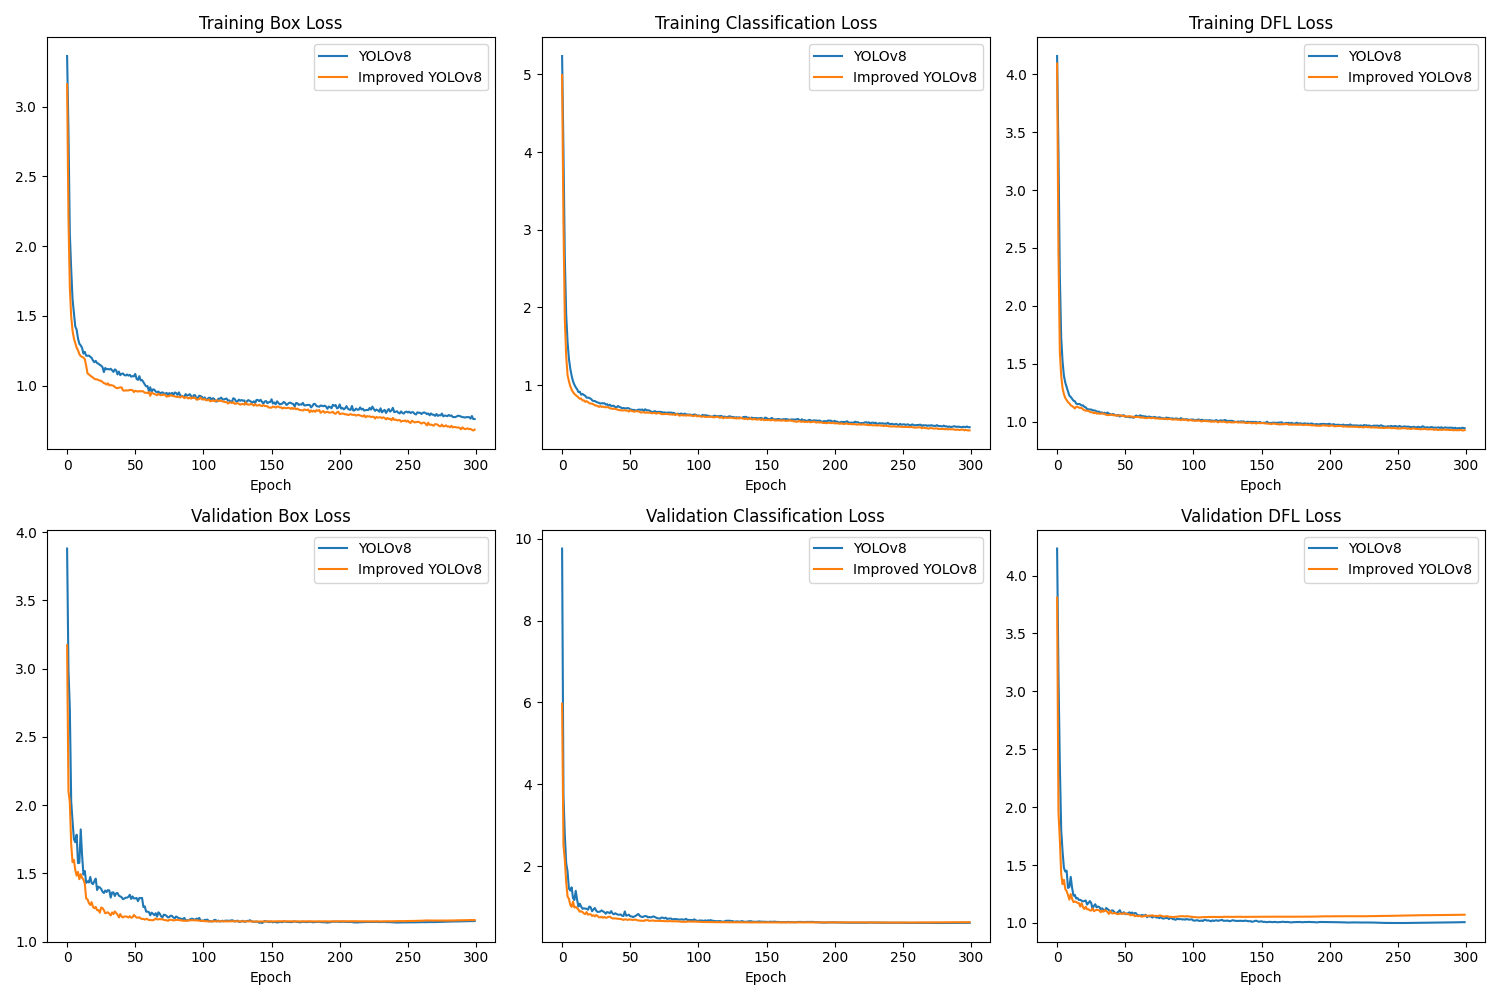 Training Box Loss
YOLOv8
Improved YOLOv8
3.0
2.5
2.0
1.5
1.0
0 50 100 150 200 250 300
Epoch
Training Classification Loss
YOLOv8
Improved YOLOv8
5
4
3
2
1
0 50 100 150 200 250 300
Epoch
Training DFL Loss
YOLOv8
Improved YOLOv8
4.0
3.5
3.0
2.5
2.0
1.5
1.0
0 50 100 150 200 250 300
Epoch
Validation Box Loss
YOLOv8
Improved YOLOv8
4.0
3.5
3.0
2.5
2.0
1.5
1.0
0 50 100 150 200 250 300
Epoch
Validation Classification Loss
YOLOv8
Improved YOLOv8
10
8
6
4
2
0 50 100 150 200 250 300
Epoch
Validation DFL Loss
YOLOv8
Improved YOLOv8
4.0
3.5
3.0
2.5
2.0
1.5
1.0
0 50 100 150 200 250 300
Epoch